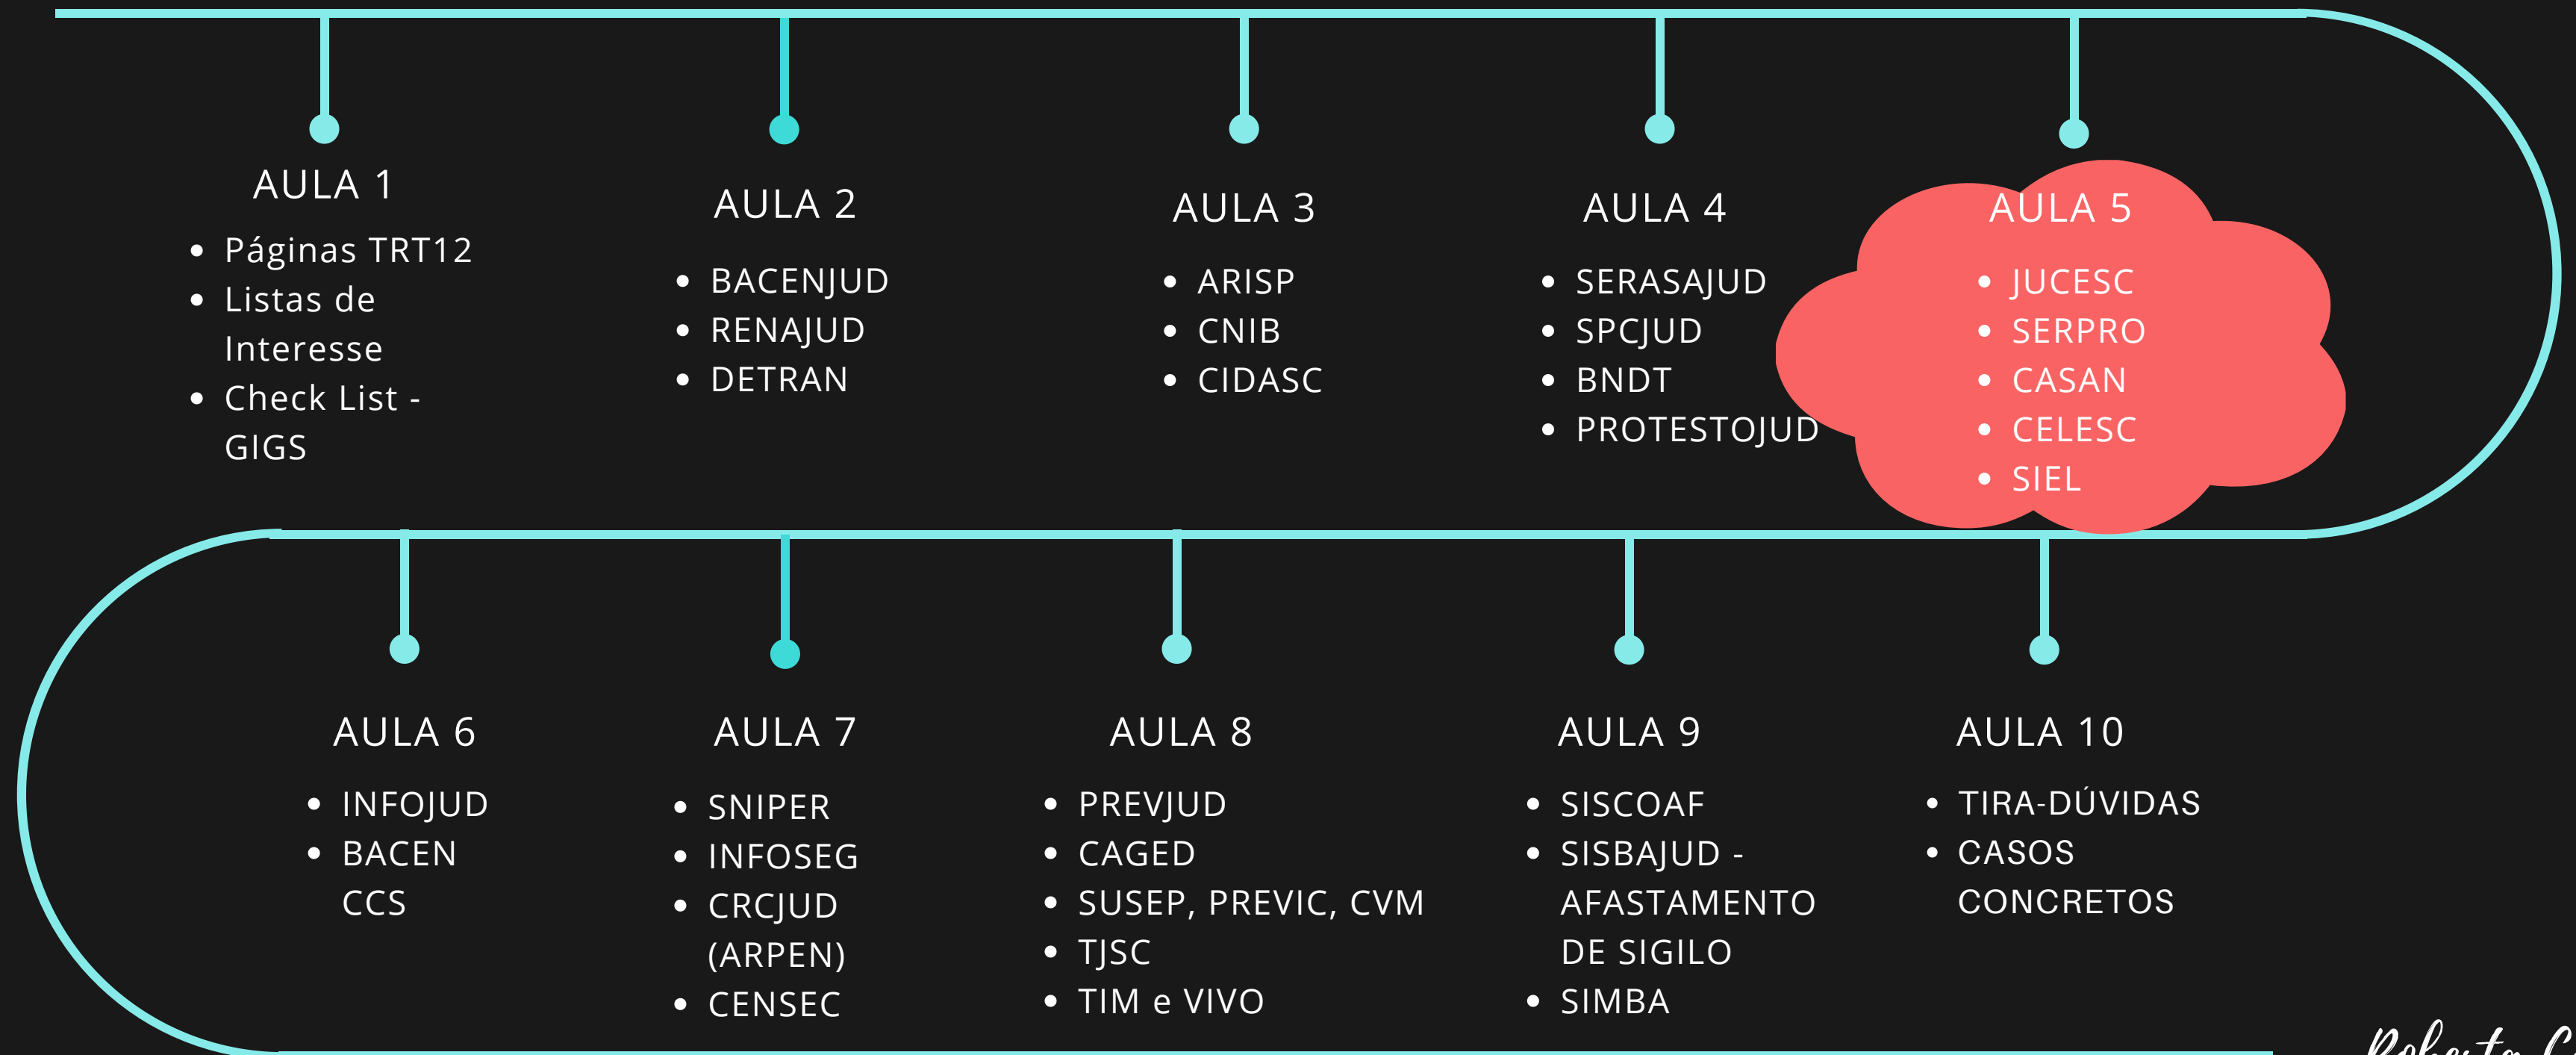 AULA 1
• Páginas TRT12
• Listas de
Interesse
• Check List -
GIGS
AULA 2
• BACENJUD
• RENAJUD
• DETRAN
AULA 3
• ARISP
• CNIB
• CIDASC
AULA 4
• SERASAJUD
• SPCJUD
• BNDT
• PROTESTOJUD
AULA 5
• JUCESC
• SERPRO
• CASAN
• CELESC
• SIEL
AULA 6
• INFOJUD
• BACEN
CCS
AULA 7
• SNIPER
• INFOSEG
• CRCJUD
(ARPEN)
• CENSEC
AULA 8
• PREVJUD
• CAGED
• SUSEP, PREVIC, CVM
• TJSC
• TIM e VIVO
AULA 9
• SISCOAF
• SISBAJUD -
AFASTAMENTO
DE SIGILO
• SIMBA
AULA 10
• TIRA-DÚVIDAS
• CASOS
CONCRETOS